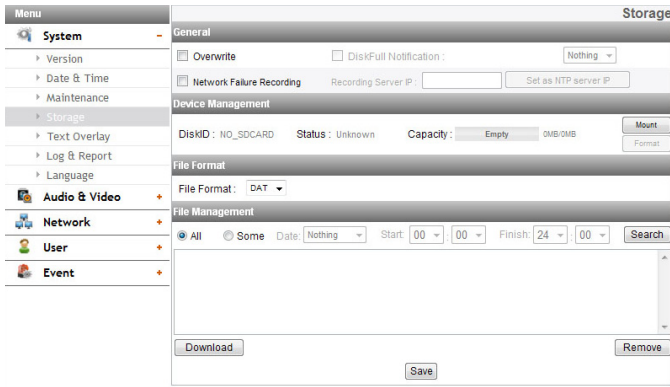 Menu
System -
Version
Date & Time
Maintenance
Storage
Text Overlay
Log & Report
Language
Audio & Video +
Network +
User +
Event +
Storage
General
Overwrite DiskFull Notification : Nothing
Network Failure Recording Recording Server IP : Set as NTP server IP
Device Management
DiskID : NO_SDCARD Status : Unknown Capacity : Empty 0MB/0MB Mount
Format
File Format
File Format : DAT
File Management
All Some Date: Nothing Start: 00 : 00 Finish: 24 : 00 Search
Download Remove
Save